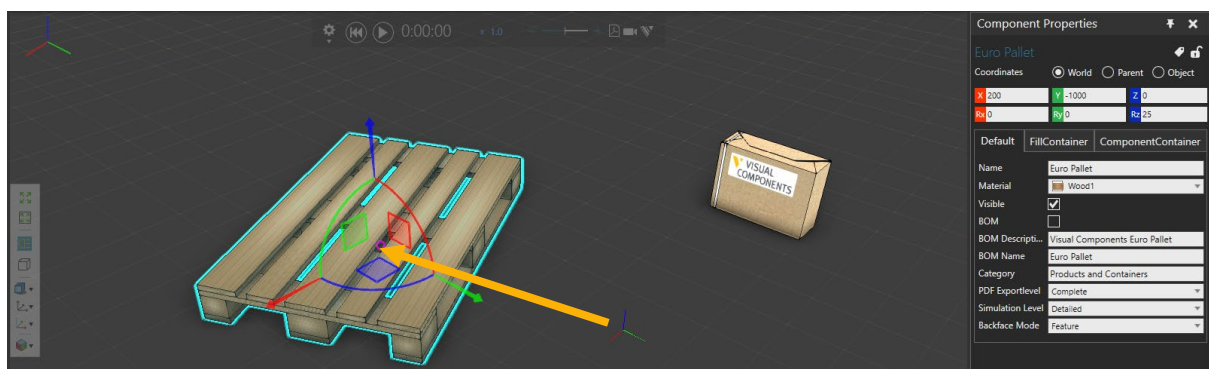 0:00:00
x 1.0
VISUAL
COMPONENTS
Component Properties
Euro Pallet
Coordinates World Parent Object
X 200 Y -1000 Z 0
Rx 0 Ry 0 Rz 25
Default FillContainer ComponentContainer
Name Euro Pallet
Material Wood1
Visible
BOM
BOM Descripti... Visual Components Euro Pallet
BOM Name Euro Pallet
Category Products and Containers
PDF Exportlevel Complete
Simulation Level Detailed
Backface Mode Feature